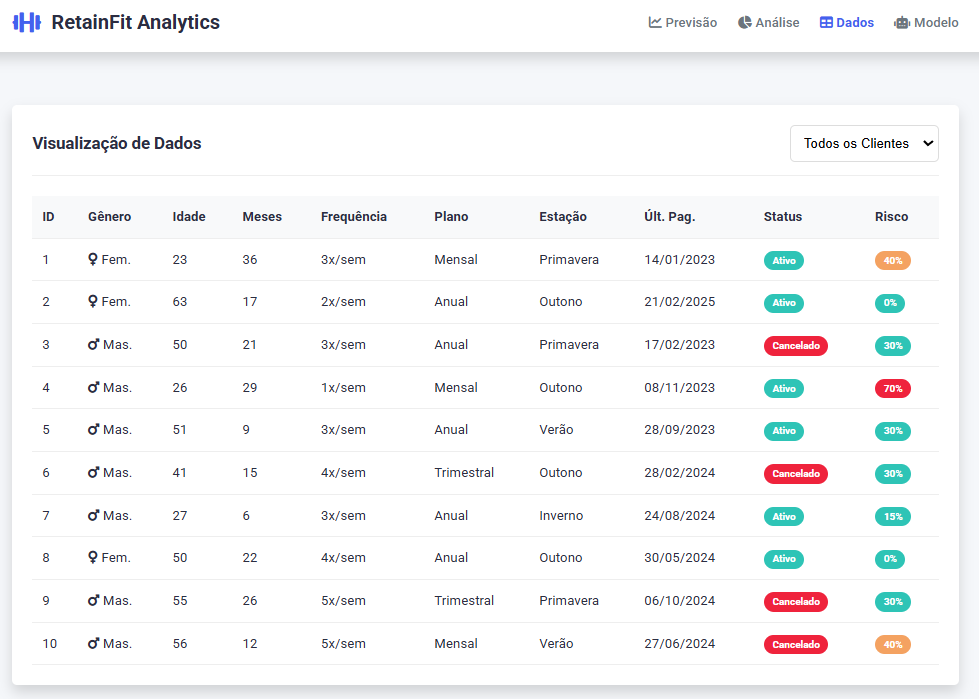 RetainFit Analytics Previsão Análise Dados Modelo
Visualização de Dados Todos os Clientes
ID Gênero Idade Meses Frequência Plano Estação Últ. Pag. Status Risco
1 ♀ Fem. 23 36 3x/sem Mensal Primavera 14/01/2023 Ativo 40%
2 ♀ Fem. 63 17 2x/sem Anual Outono 21/02/2025 Ativo 0%
3 ♂ Mas. 50 21 3x/sem Anual Primavera 17/02/2023 Cancelado 30%
4 ♂ Mas. 26 29 1x/sem Mensal Outono 08/11/2023 Ativo 70%
5 ♂ Mas. 51 9 3x/sem Anual Verão 28/09/2023 Ativo 30%
6 ♂ Mas. 41 15 4x/sem Trimestral Outono 28/02/2024 Cancelado 30%
7 ♂ Mas. 27 6 3x/sem Anual Inverno 24/08/2024 Ativo 15%
8 ♀ Fem. 50 22 4x/sem Anual Outono 30/05/2024 Ativo 0%
9 ♂ Mas. 55 26 5x/sem Trimestral Primavera 06/10/2024 Cancelado 30%
10 ♂ Mas. 56 12 5x/sem Mensal Verão 27/06/2024 Cancelado 40%